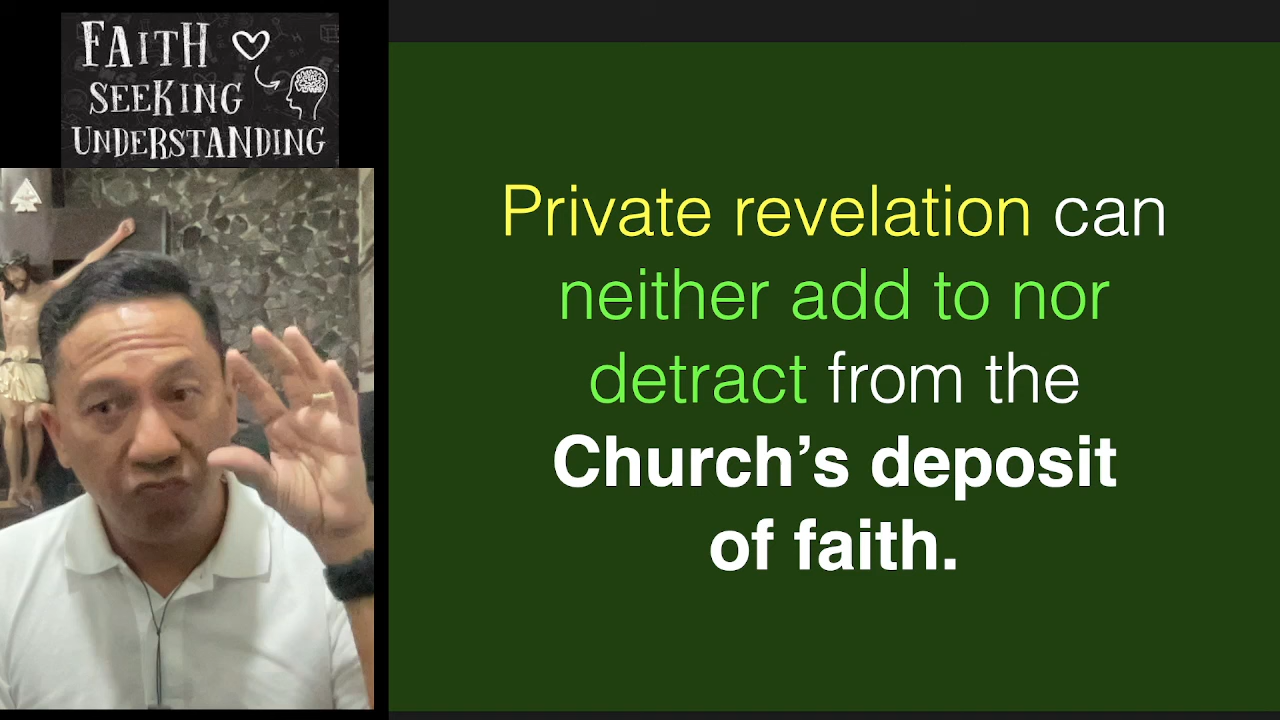 FAITH
SEEKING
UNDERSTANDING
Private revelation can
neither add to nor
detract from the
Church’s deposit
of faith.